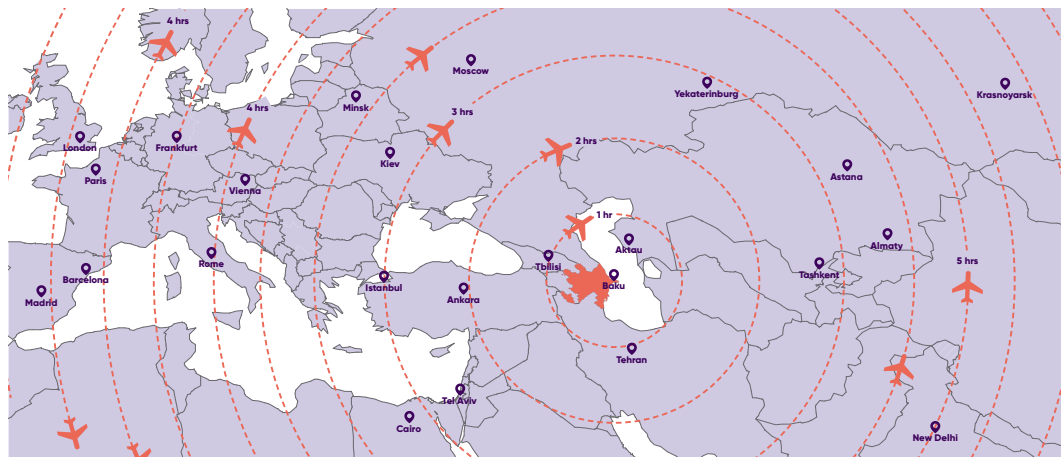 4 hrs
Moscow
Yekaterinburg
Krasnoyarsk
Minsk
4 hrs
3 hrs
London
Frankfurt
2 hrs
Kiev
Paris
Astana
Vienna
1 hr
Aktau
Almaty
Rome
Tbilisi
Tashkent
5 hrs
Barcelona
Istanbul
Baku
Madrid
Ankara
Tehran
Tel Aviv
Cairo
New Delhi